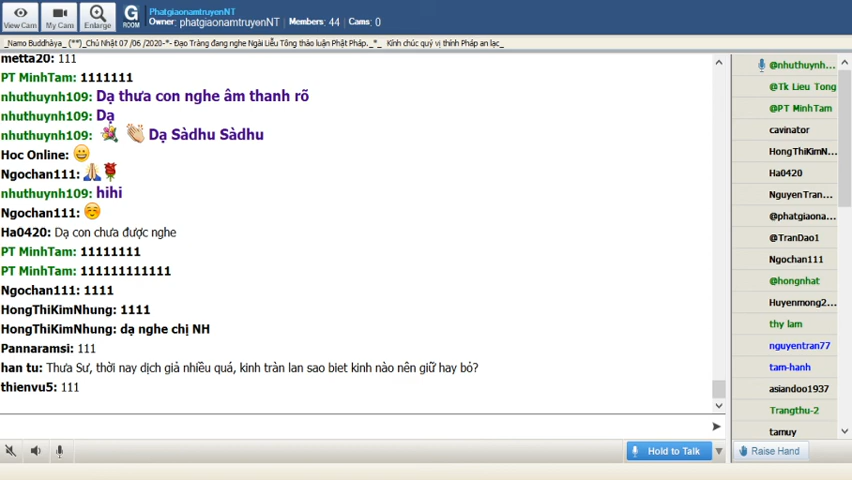 View Cam
My Cam
Enlarge
G
ROOM
PhatgiaonamtruyenNT
Owner: phatgiaonamtruyenNT Members: 44 Cams: 0
_Namo Buddhàya_ (**)_Chủ Nhật 07 /06 /2020-*- Đạo Tràng đang nghe Ngài Liễu Tông thảo luận Phật Pháp._*_ Kính chúc quý vị thính Pháp an lạc_
metta20: 111
PT MinhTam: 1111111
nhuthuynh109: Dạ thưa con nghe âm thanh rõ
nhuthuynh109: Dạ
nhuthuynh109: Dạ Sàdhu Sàdhu
Hoc Online:
Ngochan111:
nhuthuynh109: hihi
Ngochan111:
Ha0420: Dạ con chưa được nghe
PT MinhTam: 11111111
PT MinhTam: 111111111111
Ngochan111: 1111
HongThiKimNhung: 1111
HongThiKimNhung: dạ nghe chị NH
Pannaramsi: 111
han tu: Thưa Sư, thời nay dịch giả nhiều quá, kinh tràn lan sao biet kinh nào nên giữ hay bỏ?
thienvu5: 111
@nhuthuynh...
@Tk Lieu Tong
@PT MinhTam
cavinator
HongThiKimN...
Ha0420
NguyenTran...
@phatgiaona...
@TranDao1
Ngochan111
@hongnhat
Huyenmong2...
thy lam
nguyentran77
tam-hanh
asiandoo1937
Trangthu-2
tamuy
Hold to Talk
Raise Hand